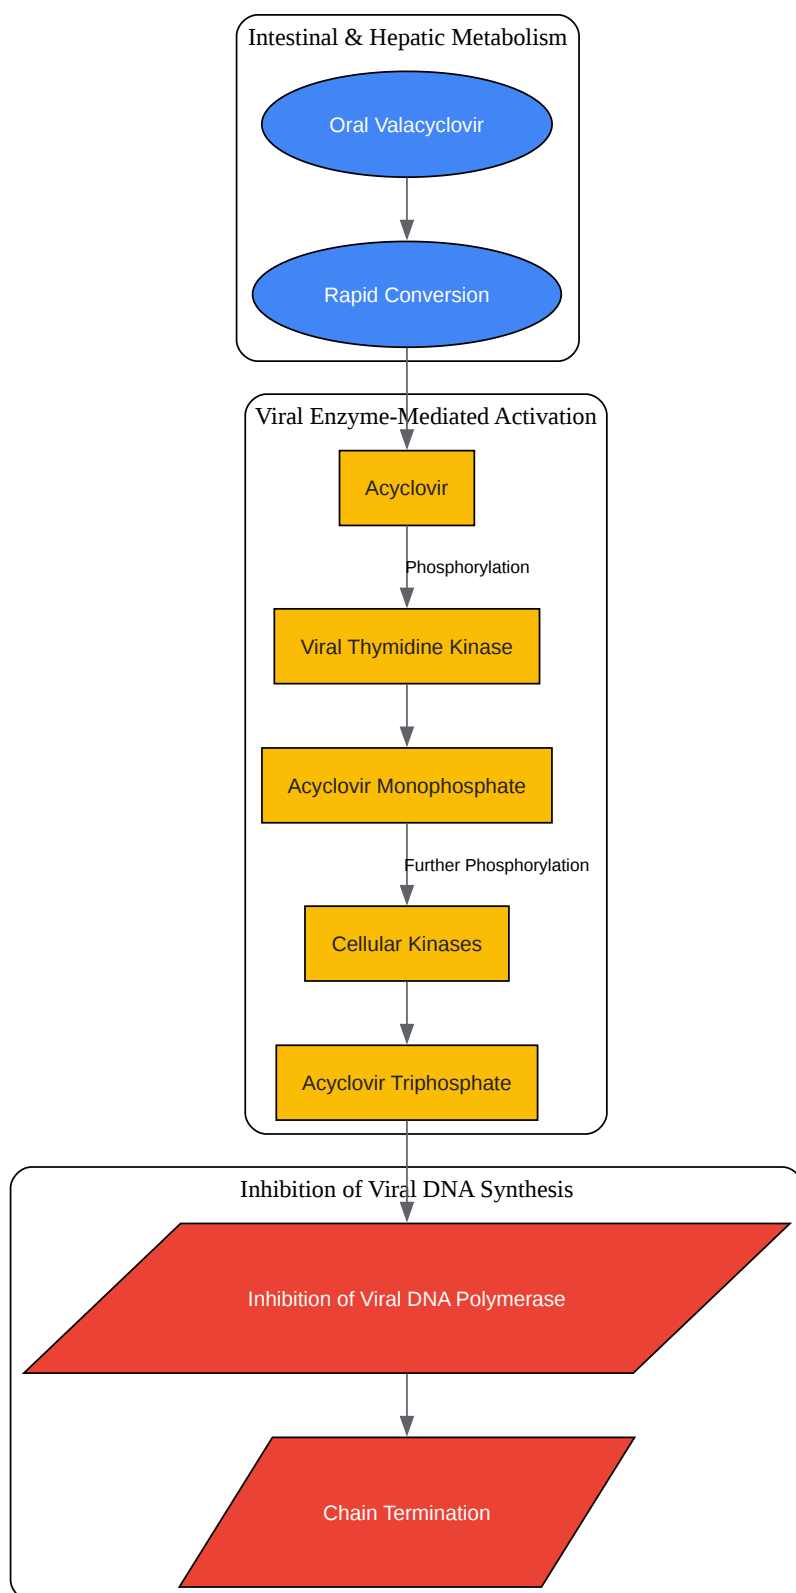 Intestinal & Hepatic Metabolism
Oral Valacyclovir
Rapid Conversion
Viral Enzyme-Mediated Activation
Acyclovir
Phosphorylation
Viral Thymidine Kinase
Acyclovir Monophosphate
Further Phosphorylation
Cellular Kinases
Acyclovir Triphosphate
Inhibition of Viral DNA Synthesis
Inhibition of Viral DNA Polymerase
Chain Termination